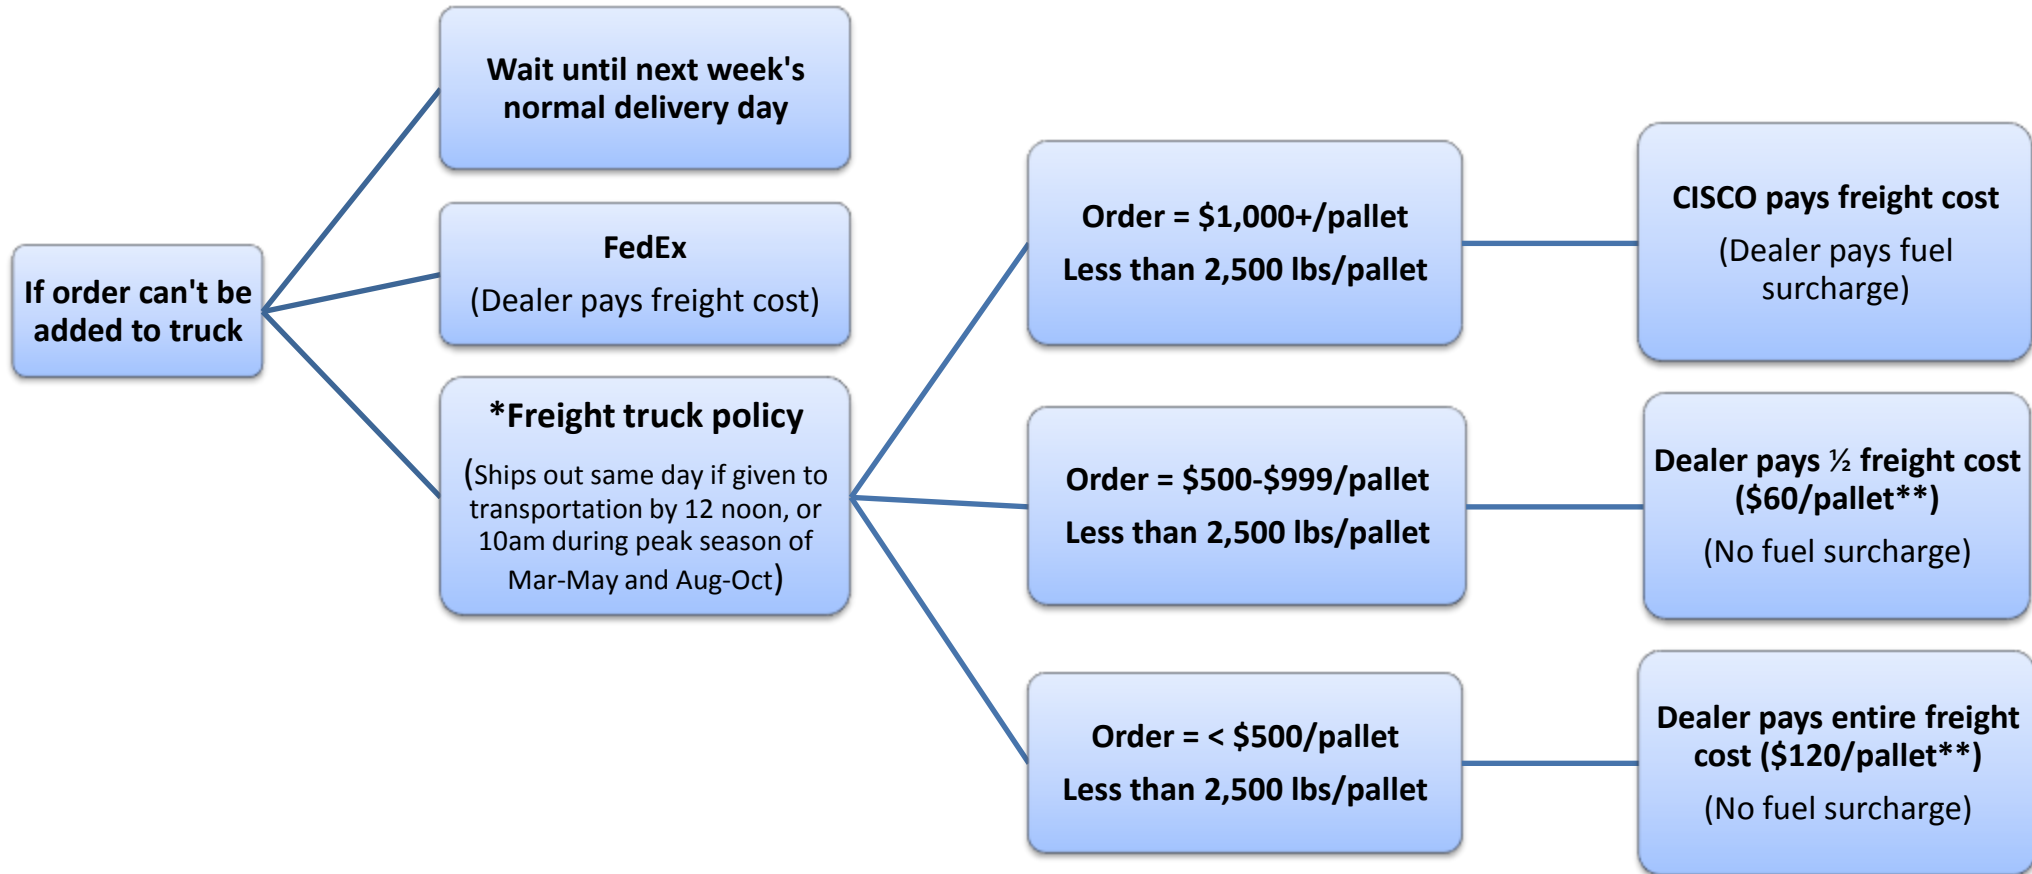 If order can't be
added to truck
Wait until next week's
normal delivery day
FedEx
(Dealer pays freight cost)
*Freight truck policy
(Ships out same day if given to
transportation by 12 noon, or
10am during peak season of
Mar-May and Aug-Oct)
Order = $1,000+/pallet
Less than 2,500 lbs/pallet
CISCO pays freight cost
(Dealer pays fuel
surcharge)
Order = $500-$999/pallet
Less than 2,500 lbs/pallet
Dealer pays ½ freight cost
($60/pallet**)
(No fuel surcharge)
Order = < $500/pallet
Less than 2,500 lbs/pallet
Dealer pays entire freight
cost ($120/pallet**)
(No fuel surcharge)